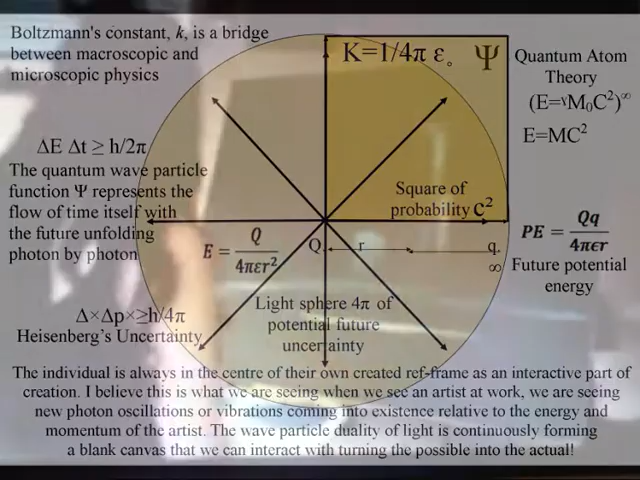 Boltzmann's constant, k, is a bridge
between macroscopic and
microscopic physics
K=1/4π ε。 Ψ
Quantum Atom
Theory
(E=ᵞM₀C²)^∞
E=MC²
ΔE Δt ≥ h/2π
The quantum wave particle
function Ψ represents the
flow of time itself with
the future unfolding
photon by photon
Square of
probability c²
E = Q / 4πεr²
Q r q
∞
PE = Qq / 4πεr
Future potential
energy
Δ×Δp×≥h/4π
Heisenberg's Uncertainty
Light sphere 4π of
potential future
uncertainty
The individual is always in the centre of their own created ref-frame as an interactive part of
creation. I believe this is what we are seeing when we see an artist at work, we are seeing
new photon oscillations or vibrations coming into existence relative to the energy and
momentum of the artist. The wave particle duality of light is continuously forming
a blank canvas that we can interact with turning the possible into the actual!